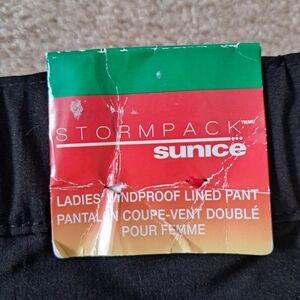 STORMPACK
sunice
LADIES' WINDPROOF LINED PANT
PANTALON COUPE-VENT DOUBLÉ
POUR FEMME